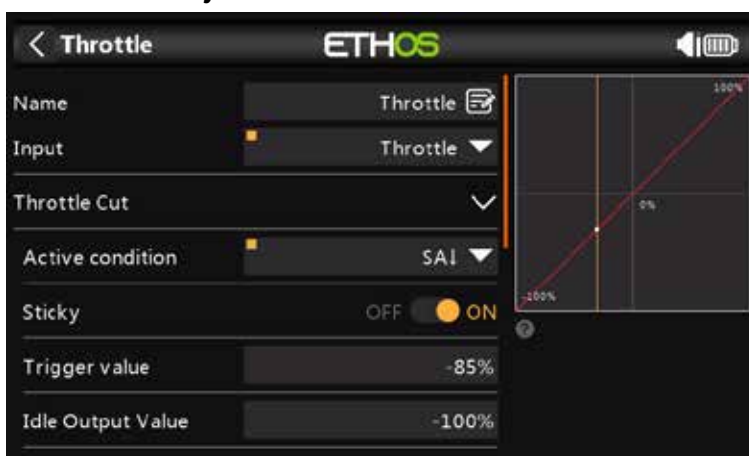 Throttle
ETHOS
Name
Throttle
Input
Throttle
Throttle Cut
Active condition
SA↓
Sticky
OFF ON
Trigger value
-85%
Idle Output Value
-100%
100%
0%
-100%